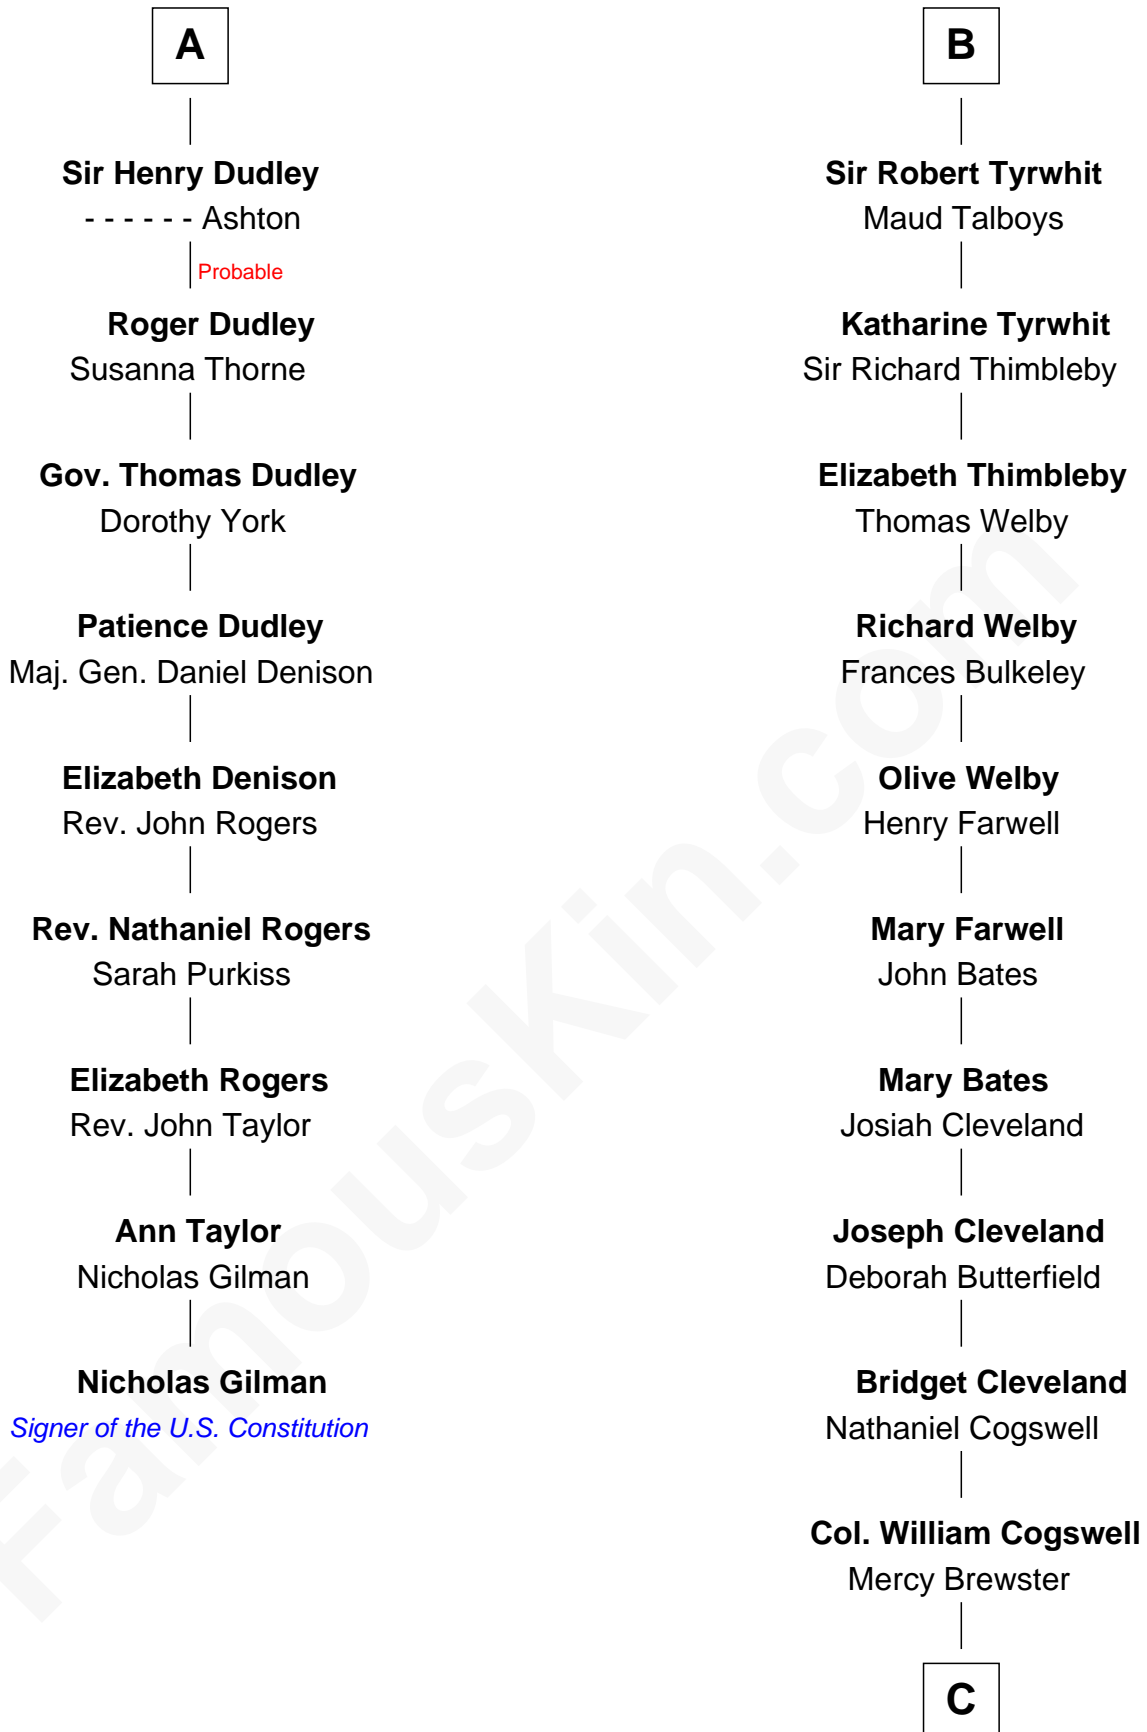 A
Sir Henry Dudley
- - - - - - Ashton
Probable
Roger Dudley
Susanna Thorne
Gov. Thomas Dudley
Dorothy York
Patience Dudley
Maj. Gen. Daniel Denison
Elizabeth Denison
Rev. John Rogers
Rev. Nathaniel Rogers
Sarah Purkiss
Elizabeth Rogers
Rev. John Taylor
Ann Taylor
Nicholas Gilman
Nicholas Gilman
Signer of the U.S. Constitution
B
Sir Robert Tyrwhit
Maud Talboys
Katharine Tyrwhit
Sir Richard Thimbleby
Elizabeth Thimbleby
Thomas Welby
Richard Welby
Frances Bulkeley
Olive Welby
Henry Farwell
Mary Farwell
John Bates
Mary Bates
Josiah Cleveland
Joseph Cleveland
Deborah Butterfield
Bridget Cleveland
Nathaniel Cogswell
Col. William Cogswell
Mercy Brewster
C
FamousKin.com